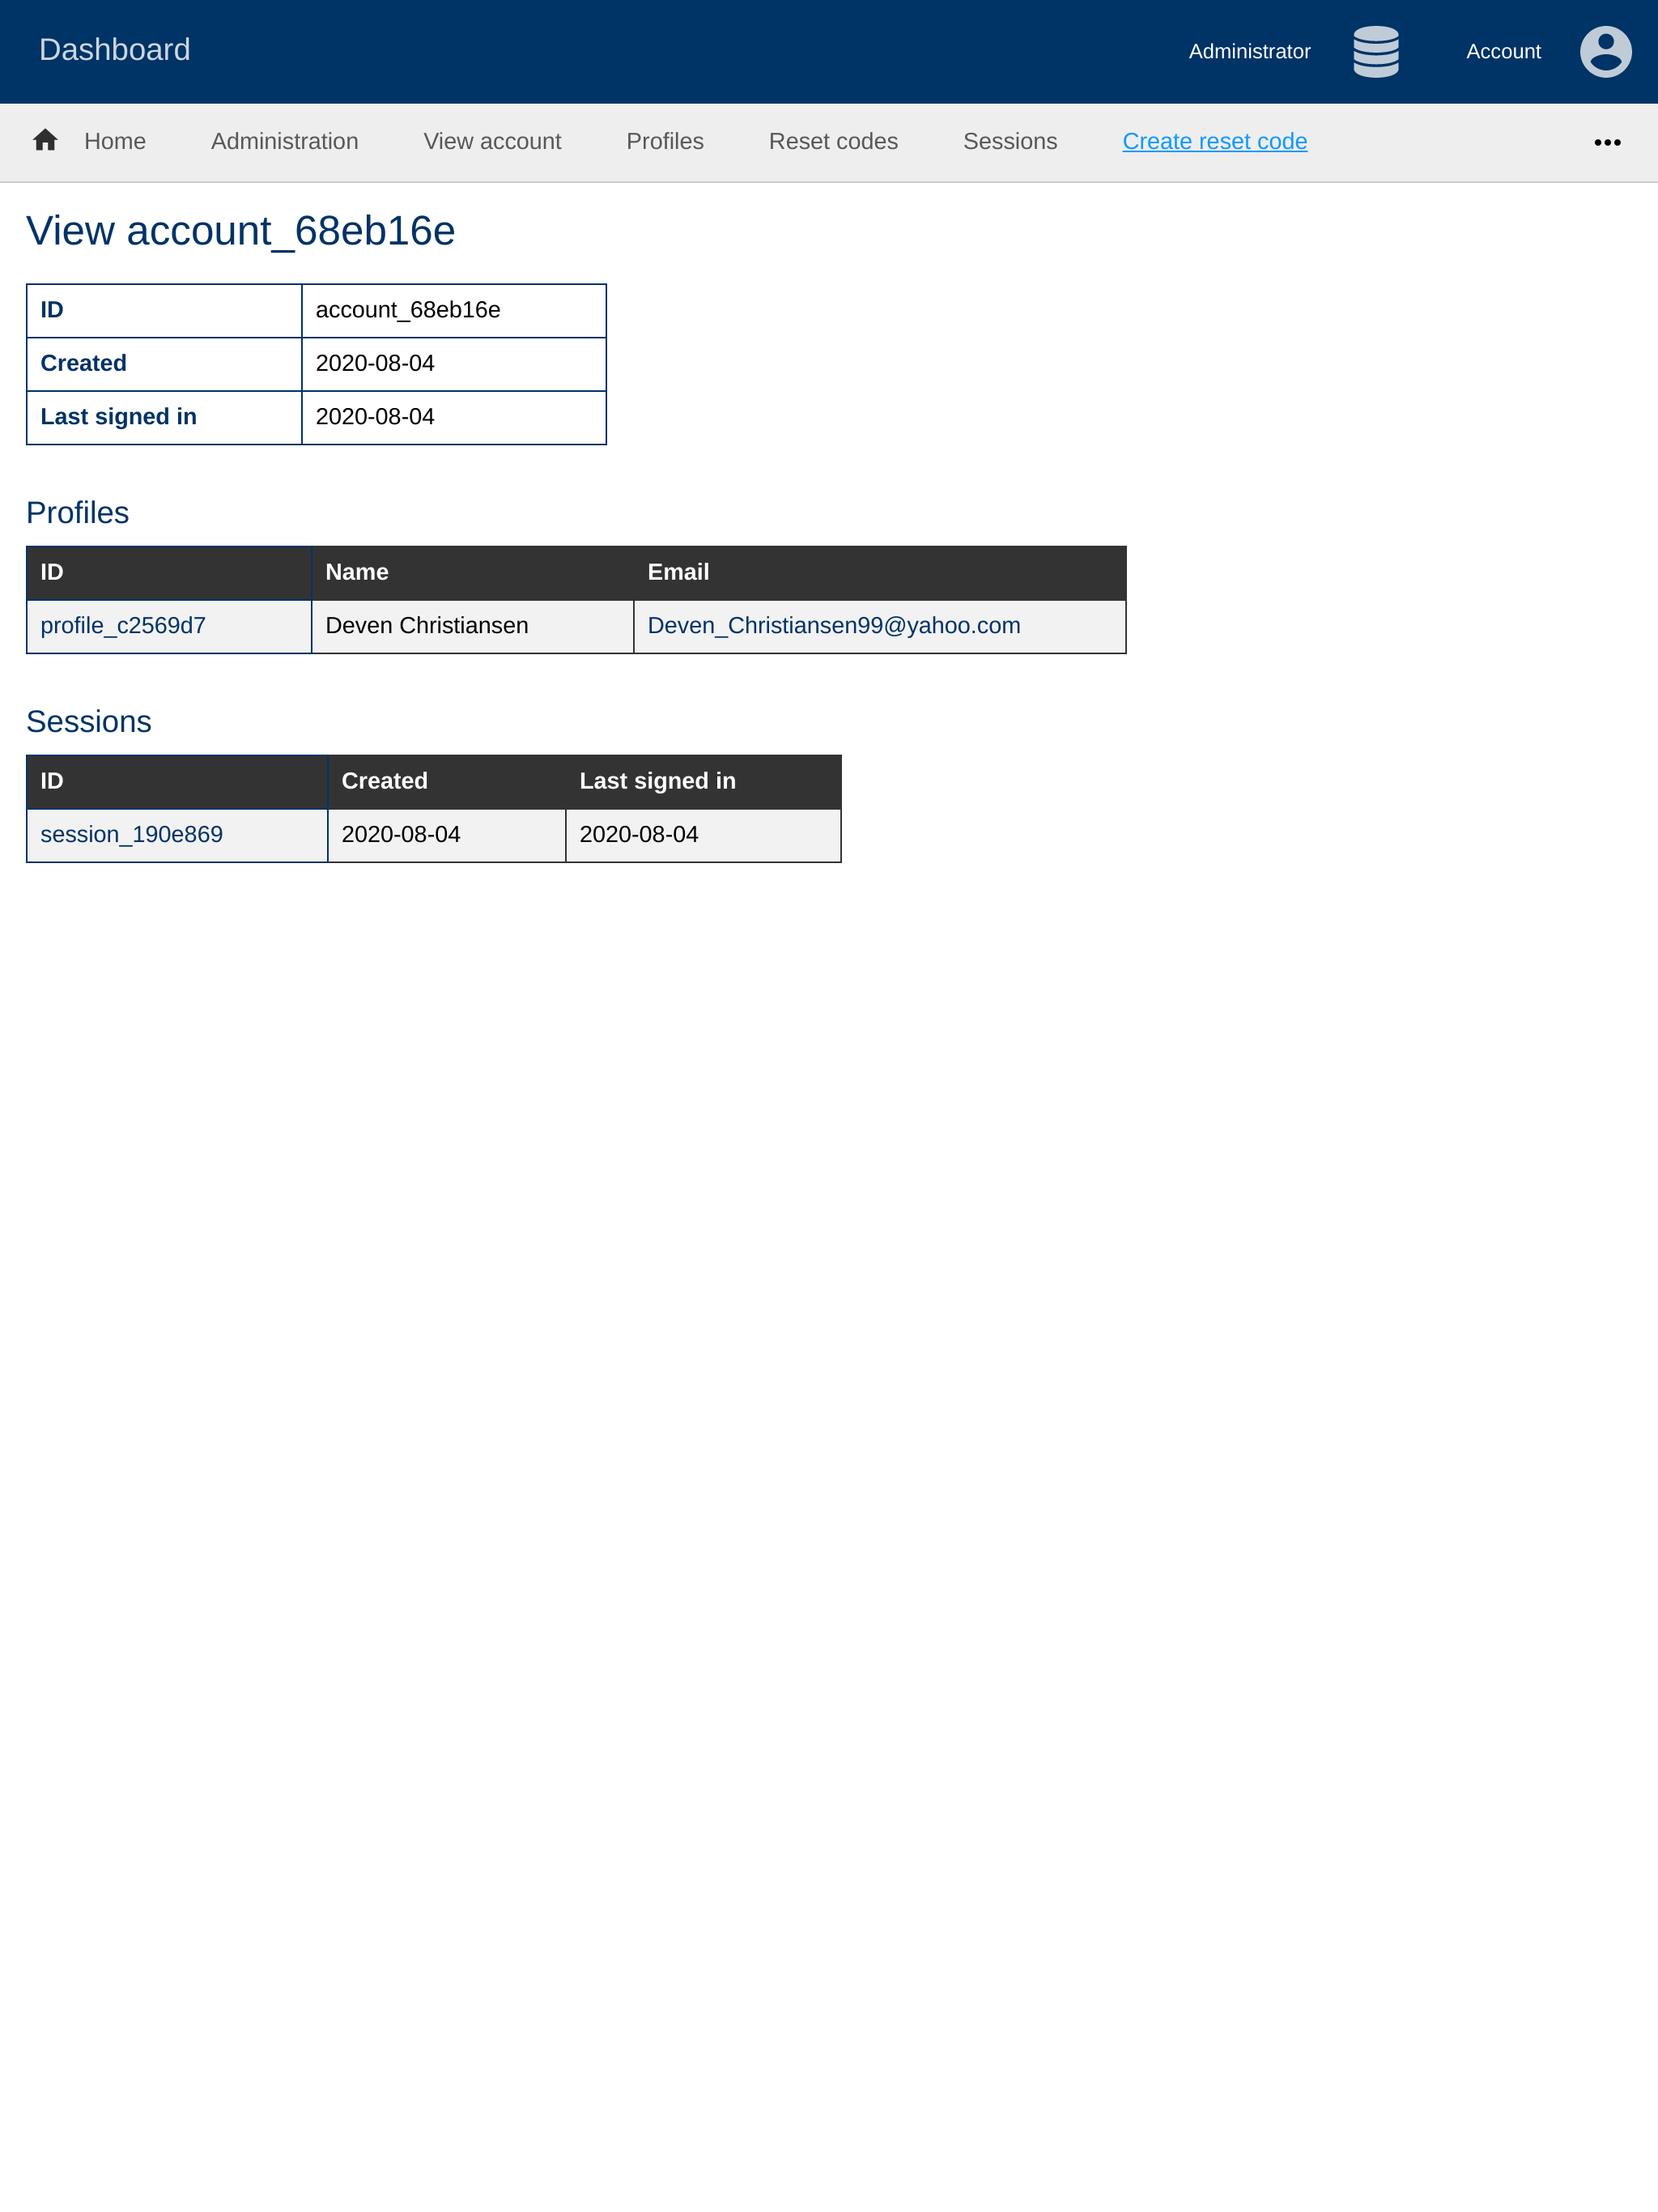 Dashboard Administrator Account
Home Administration View account Profiles Reset codes Sessions Create reset code
View account_68eb16e
ID account_68eb16e
Created 2020-08-04
Last signed in 2020-08-04
Profiles
ID Name Email
profile_c2569d7 Deven Christiansen Deven_Christiansen99@yahoo.com
Sessions
ID Created Last signed in
session_190e869 2020-08-04 2020-08-04